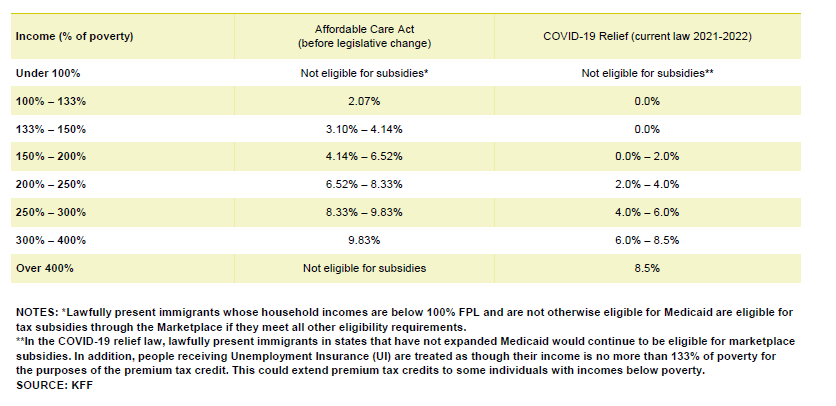 Income (% of poverty) Affordable Care Act (before legislative change) COVID-19 Relief (current law 2021-2022)
Under 100% Not eligible for subsidies* Not eligible for subsidies**
100% – 133% 2.07% 0.0%
133% – 150% 3.10% – 4.14% 0.0%
150% – 200% 4.14% – 6.52% 0.0% – 2.0%
200% – 250% 6.52% – 8.33% 2.0% – 4.0%
250% – 300% 8.33% – 9.83% 4.0% – 6.0%
300% – 400% 9.83% 6.0% – 8.5%
Over 400% Not eligible for subsidies 8.5%
NOTES: *Lawfully present immigrants whose household incomes are below 100% FPL and are not otherwise eligible for Medicaid are eligible for
tax subsidies through the Marketplace if they meet all other eligibility requirements.
**In the COVID-19 relief law, lawfully present immigrants in states that have not expanded Medicaid would continue to be eligible for marketplace
subsidies. In addition, people receiving Unemployment Insurance (UI) are treated as though their income is no more than 133% of poverty for
the purposes of the premium tax credit. This could extend premium tax credits to some individuals with incomes below poverty.
SOURCE: KFF